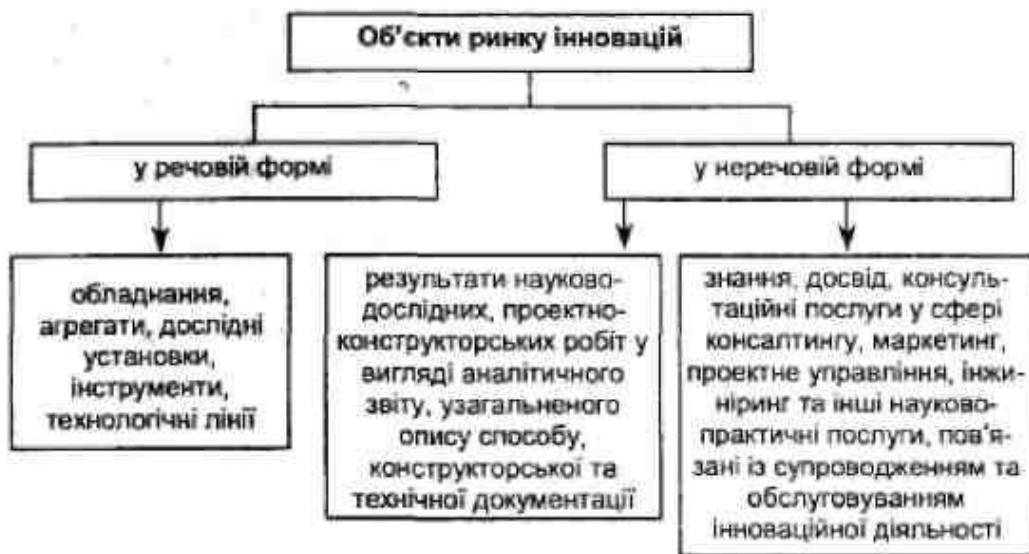 Об'єкти ринку інновацій
у речовій формі
у неречовій формі
обладнання,
агрегати, дослідні
установки,
інструменти,
технологічні лінії
результати науково-
дослідних, проектно-
конструкторських робіт у
вигляді аналітичного
звіту, узагальненого
опису способу,
конструкторської та
технічної документації
знання, досвід, консуль-
таційні послуги у сфері
консалтингу, маркетинг,
проектне управління, інжи-
ніринг та інші науково-
практичні послуги, пов'я-
зані із супроводженням та
обслуговуванням
інноваційної діяльності